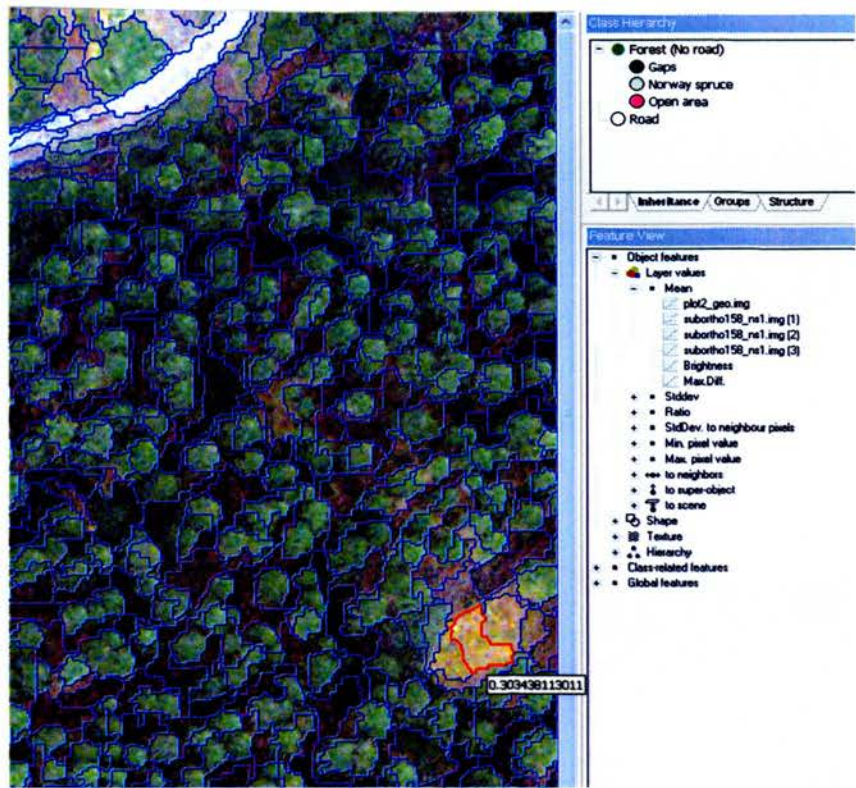 Class Hierarchy
Forest (No road)
Gaps
Norway spruce
Open area
Road
Inheritance Groups Structure
Feature View
Object features
Layer values
Mean
plot2_geo.img
subortho158_ns1.img (1)
subortho158_ns1.img (2)
subortho158_ns1.img (3)
Brightness
Max.Diff.
Stddev
Ratio
StdDev. to neighbour pixels
Min. pixel value
Max. pixel value
to neighbors
to super-object
to scene
Shape
Texture
Hierarchy
Class-related features
Global features
0.303438113011